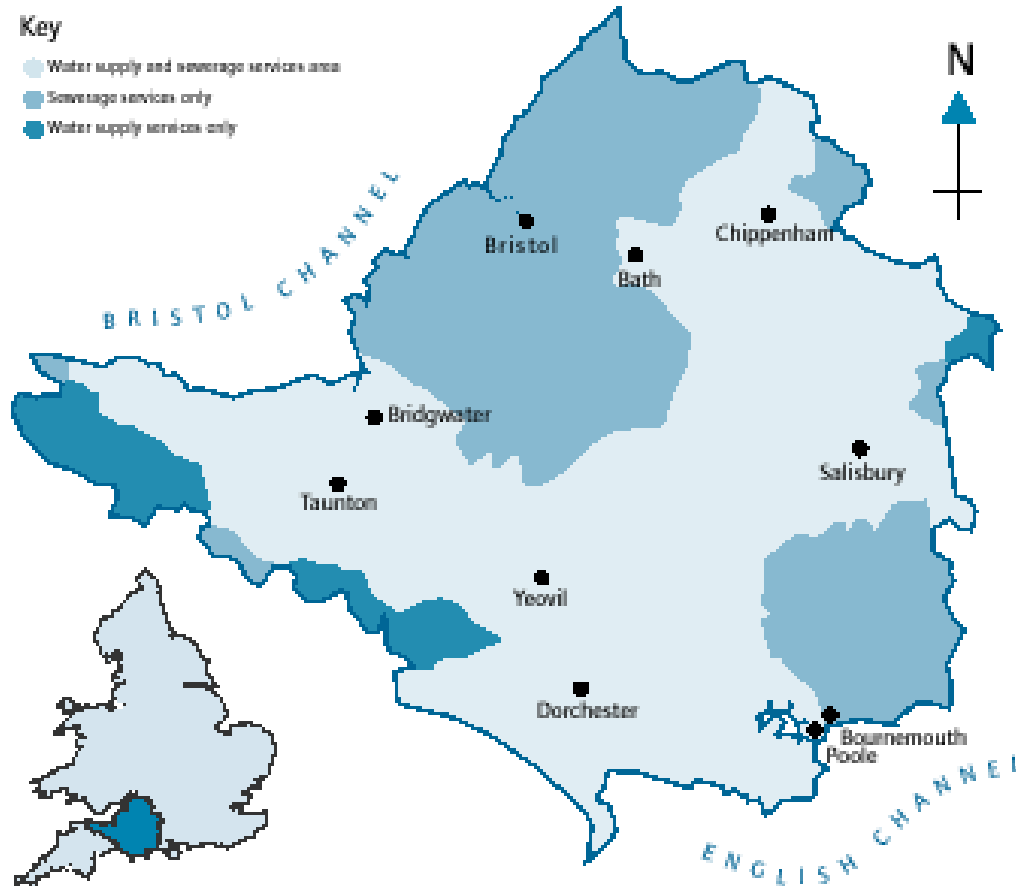 Key
Water supply and sewerage services area
Sewerage services only
Water supply services only
N
BRISTOL CHANNEL
Bristol
Chippenham
Bath
Bridgwater
Salisbury
Taunton
Yeovil
Dorchester
Bournemouth
Poole
ENGLISH CHANNEL